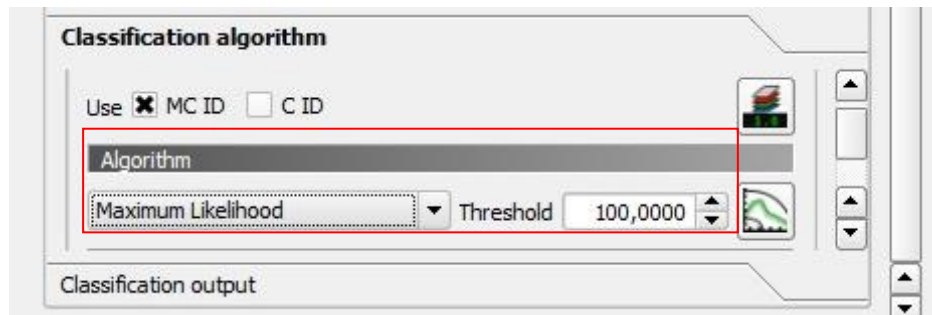 Classification algorithm
Use MC ID C ID
Algorithm
Maximum Likelihood Threshold 100,0000
Classification output